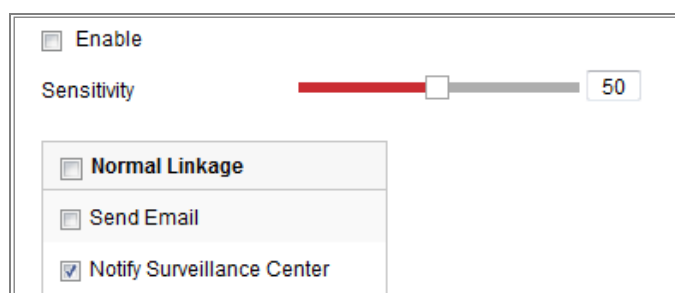 Enable
Sensitivity 50
Normal Linkage
Send Email
Notify Surveillance Center